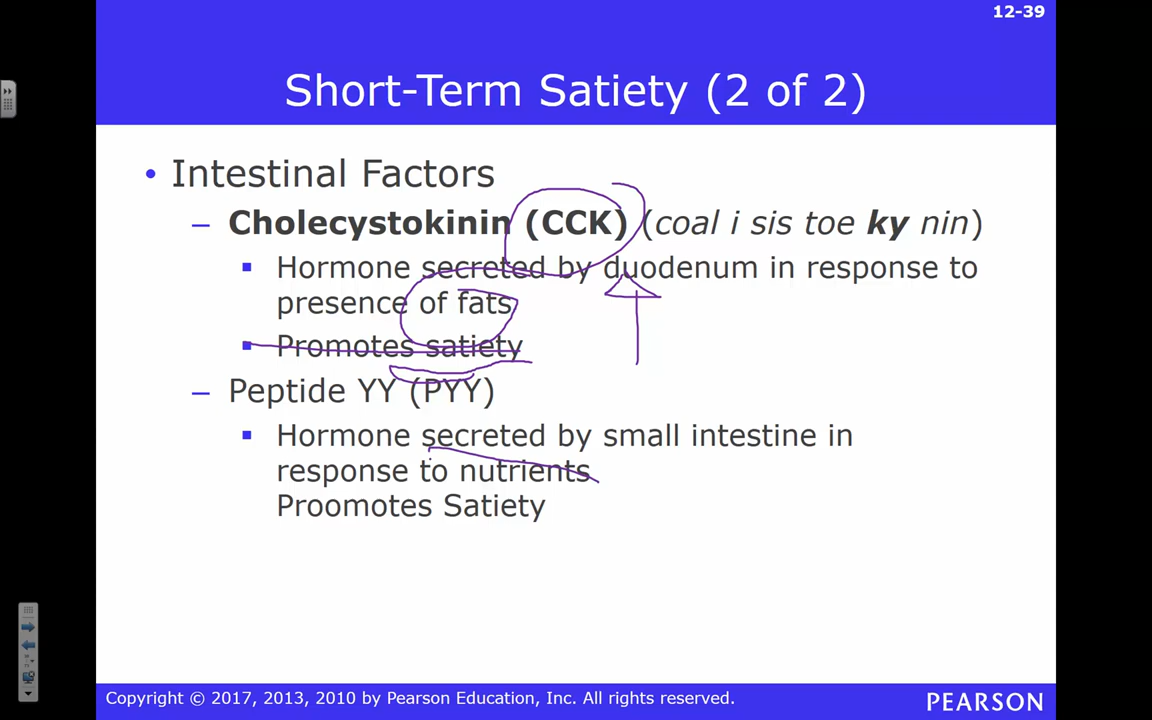 12-39
Short-Term Satiety (2 of 2)
• Intestinal Factors
– Cholecystokinin (CCK) (coal i sis toe ky nin)
▪ Hormone secreted by duodenum in response to
presence of fats
▪ Promotes satiety
– Peptide YY (PYY)
▪ Hormone secreted by small intestine in
response to nutrients
Proomotes Satiety
Copyright © 2017, 2013, 2010 by Pearson Education, Inc. All rights reserved.
PEARSON